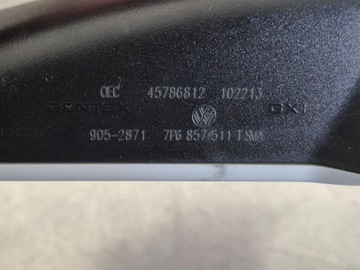 OEC 45786812 102213
GENTEX GXI
905-2871 7P6 857 511 T SMA